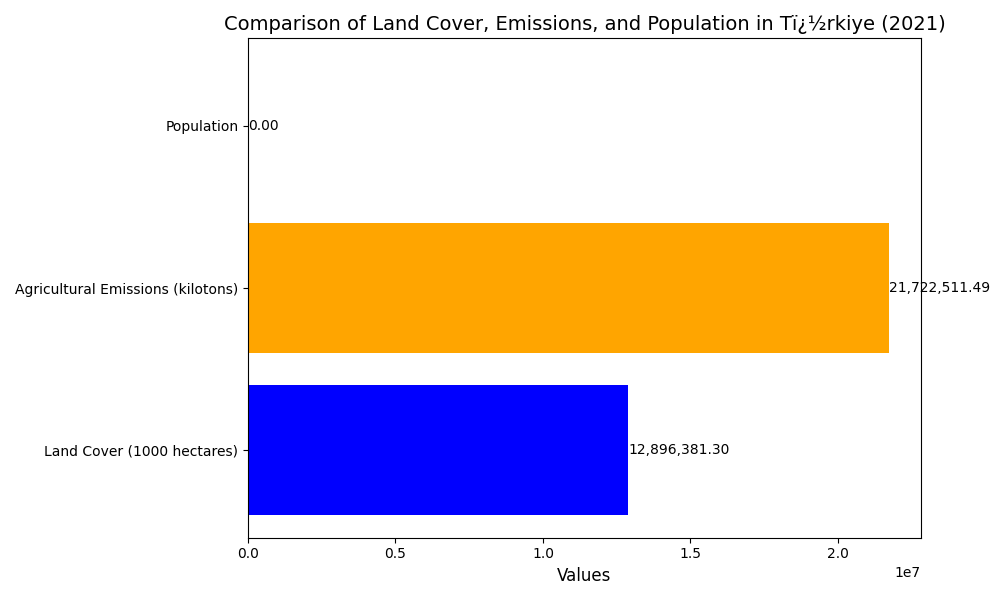 Comparison of Land Cover, Emissions, and Population in Tï¿½rkiye (2021)
Population
0.00
Agricultural Emissions (kilotons)
21,722,511.49
Land Cover (1000 hectares)
12,896,381.30
0.0
0.5
1.0
1.5
2.0
1e7
Values